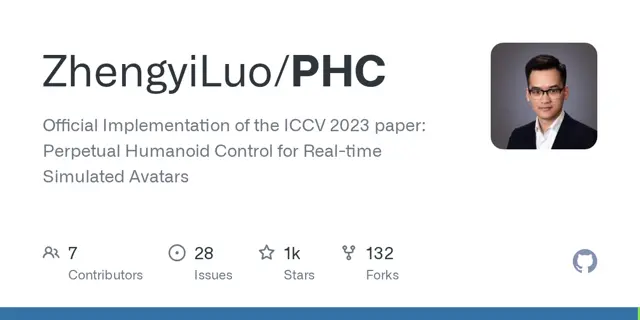 ZhengyiLuo/PHC
Official Implementation of the ICCV 2023 paper:
Perpetual Humanoid Control for Real-time
Simulated Avatars
7
Contributors
28
Issues
1k
Stars
132
Forks